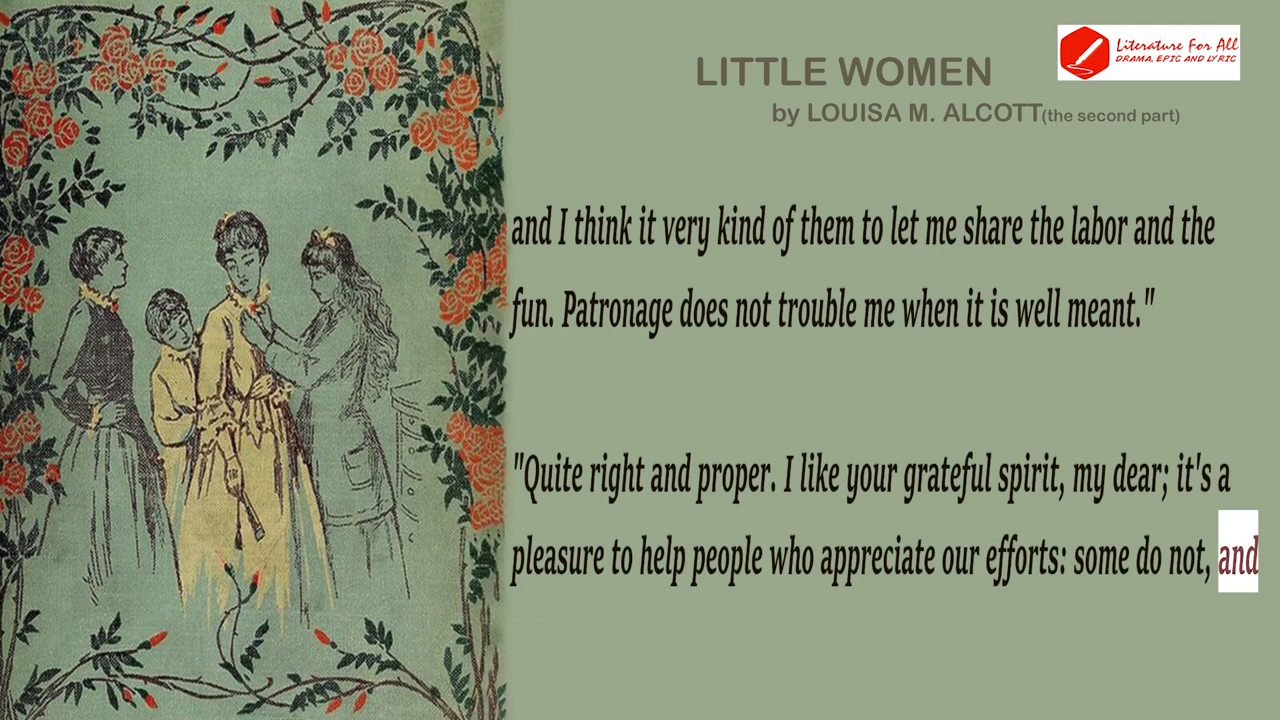 LITTLE WOMEN
by LOUISA M. ALCOTT(the second part)
Literature For All
DRAMA, EPIC AND LYRIC
and I think it very kind of them to let me share the labor and the
fun. Patronage does not trouble me when it is well meant."
"Quite right and proper. I like your grateful spirit, my dear; it's a
pleasure to help people who appreciate our efforts: some do not, and